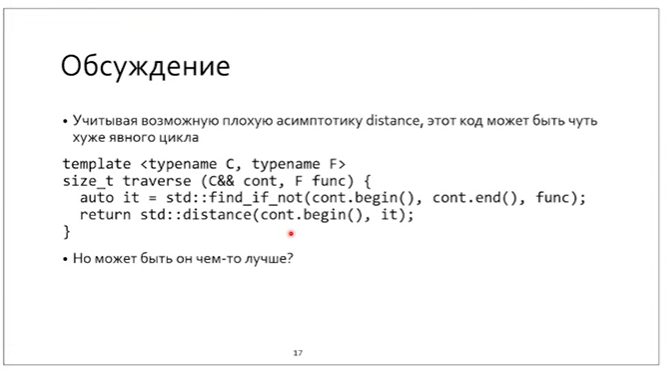 Обсуждение
• Учитывая возможную плохую асимптотику distance, этот код может быть чуть
хуже явного цикла
template <typename C, typename F>
size_t traverse (C&& cont, F func) {
  auto it = std::find_if_not(cont.begin(), cont.end(), func);
  return std::distance(cont.begin(), it);
}
• Но может быть он чем-то лучше?
17